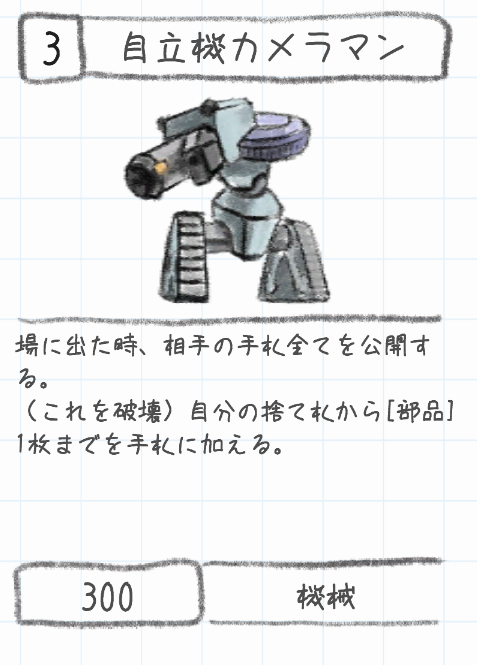 3
自立機カメラマン
場に出た時、相手の手札全てを公開す
る。
（これを破壊）自分の捨て札から[部品]
1枚までを手札に加える。
300
機械